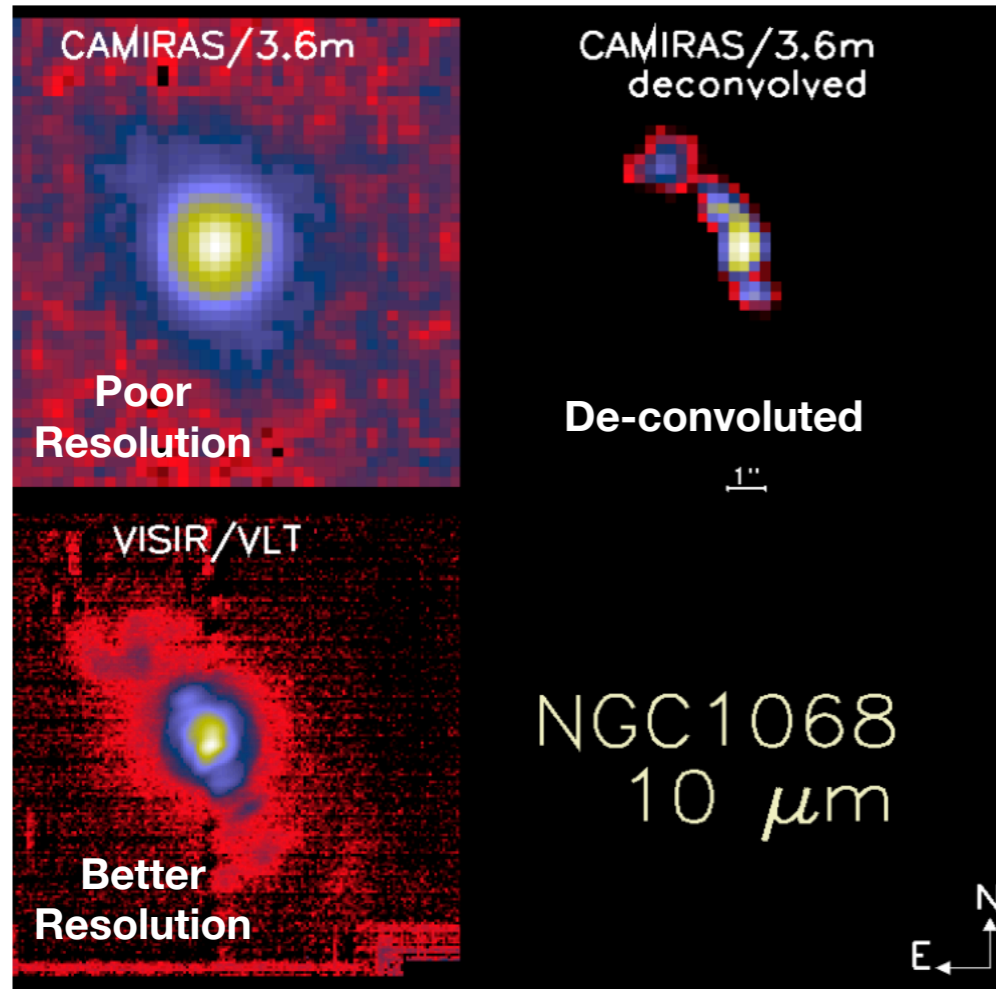 CAMIRAS/3.6m
Poor
Resolution
CAMIRAS/3.6m
deconvolved
De-convoluted
1"
VISIR/VLT
Better
Resolution
NGC1068
10 μm
N
E